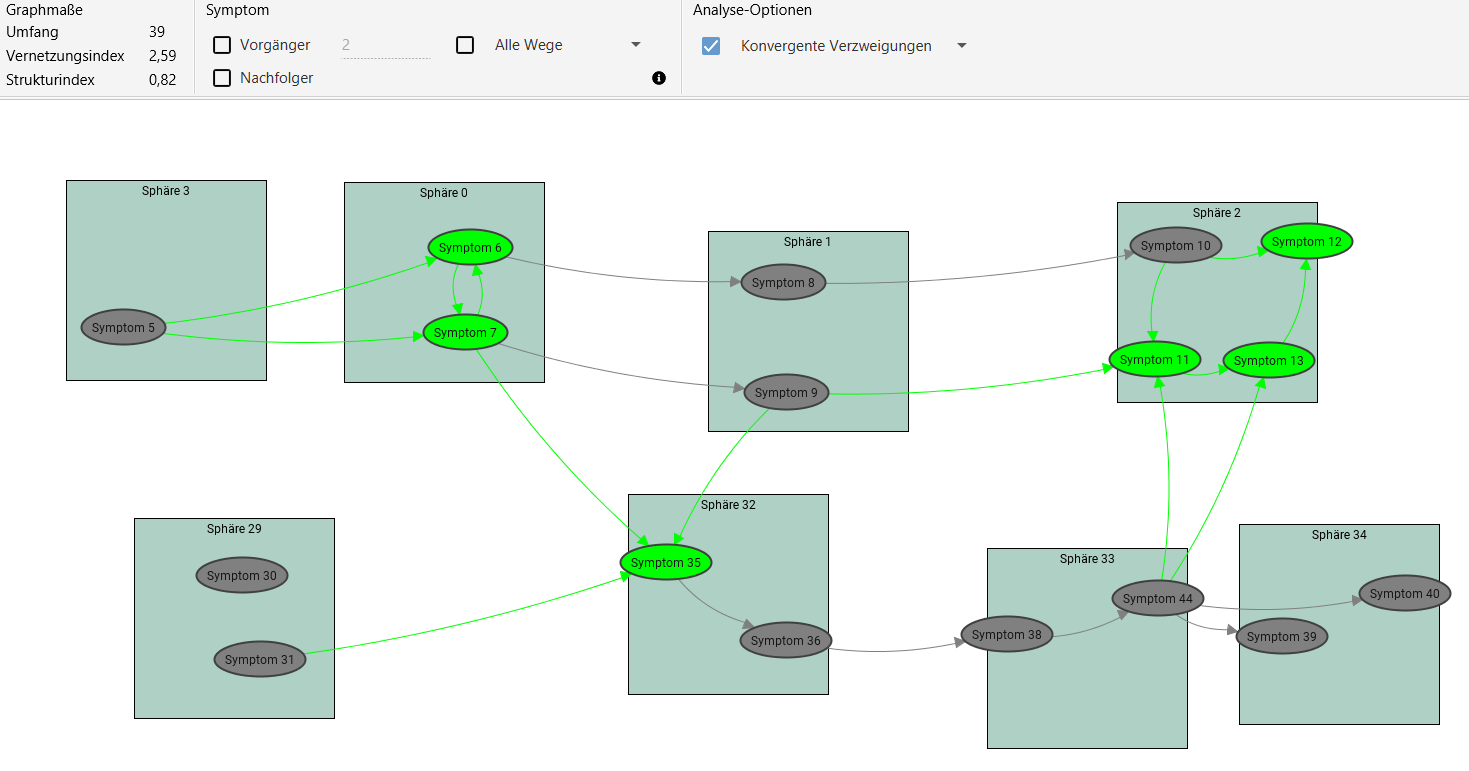 Graphmaße
Umfang 39
Vernetzungsindex 2,59
Strukturindex 0,82
Symptom
Vorgänger 2 Alle Wege
Nachfolger
Analyse-Optionen
Konvergente Verzweigungen
Sphäre 3
Symptom 5
Sphäre 0
Symptom 6
Symptom 7
Sphäre 1
Symptom 8
Symptom 9
Sphäre 2
Symptom 10
Symptom 12
Symptom 11
Symptom 13
Sphäre 29
Symptom 30
Symptom 31
Sphäre 32
Symptom 35
Symptom 36
Sphäre 33
Symptom 44
Symptom 38
Sphäre 34
Symptom 40
Symptom 39